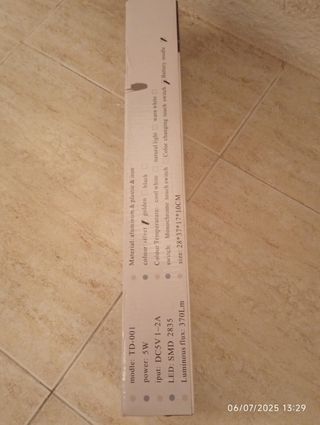 modle: TD-001
power: 5W
iput: DC5V 1-2A
LED: SMD 2835
Luminous flux: 370Lm
Material: aluminum & plastic & iron
colour: silver golden black
Colour Temperature: cool white natural light warm white
switch: Monochrome touch switch Color changing touch switch Rotary modle
size: 28*37*17*10CM
06/07/2025 13:29